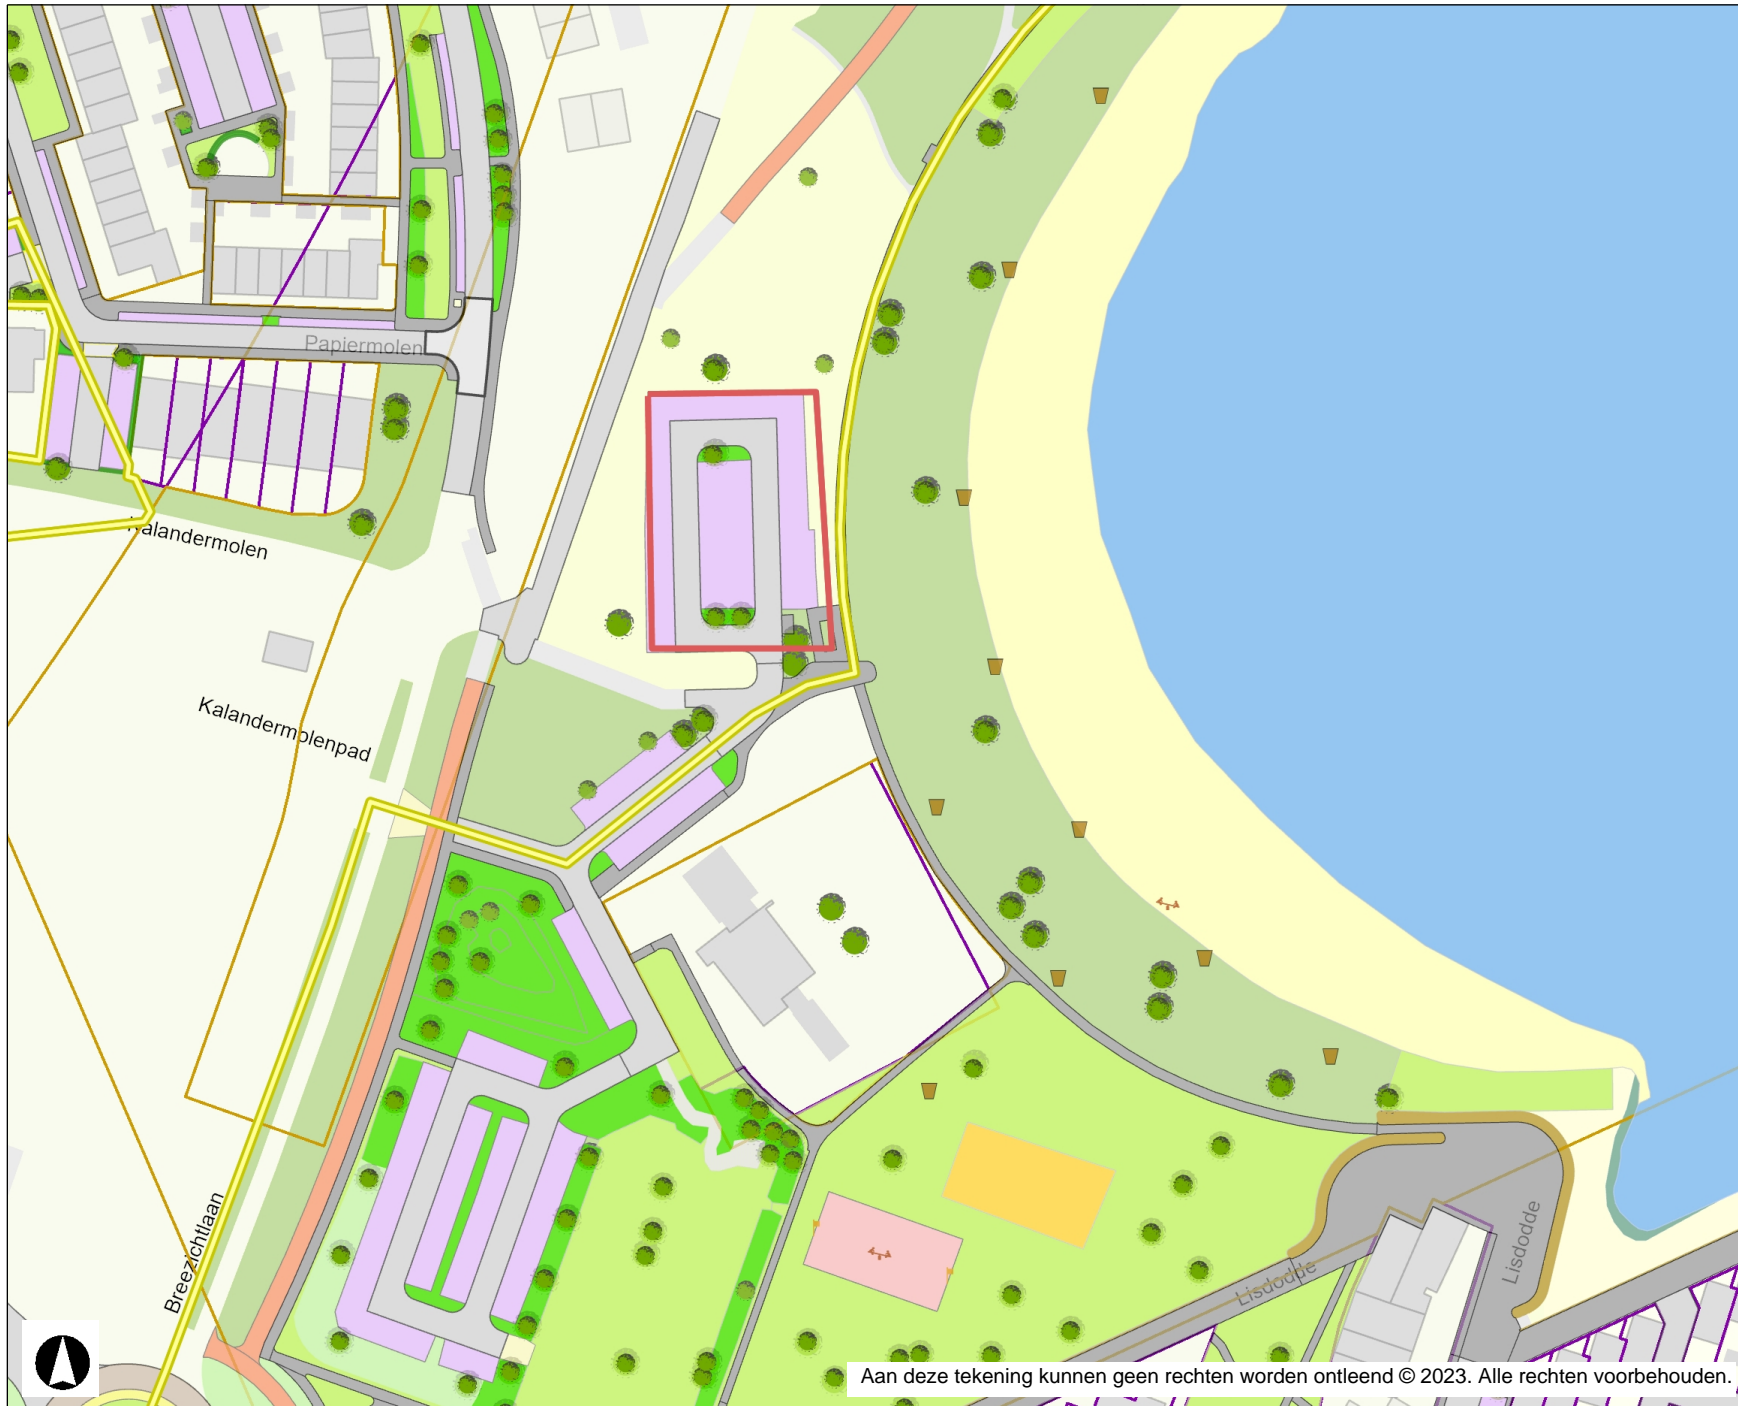 Papiermolen
Kalandermolen
Kalandermolenpad
Breezichtlaan
Lisdodde
Lisdodde
Aan deze tekening kunnen geen rechten worden ontleend © 2023. Alle rechten voorbehouden.